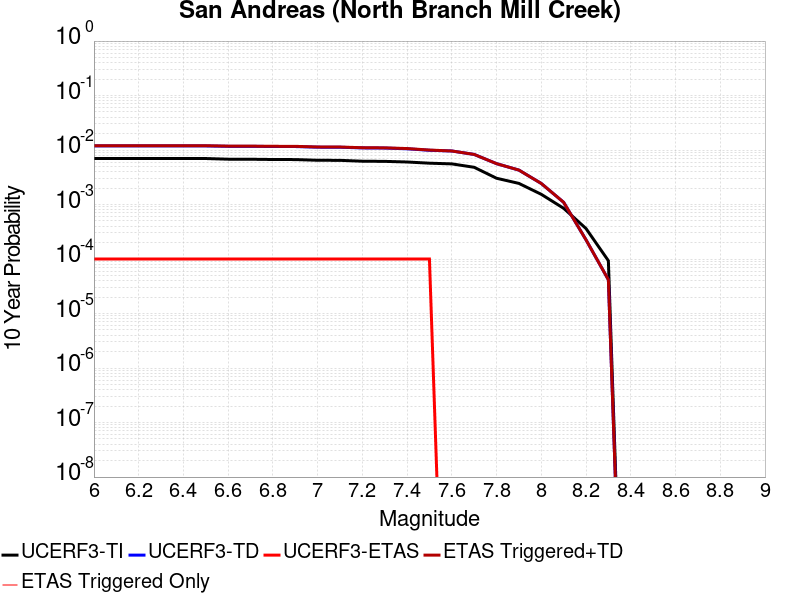 San Andreas (North Branch Mill Creek)
10 0
10 -1
10 -2
10 -3
10 -4
10 -5
10 -6
10 -7
10 -8
10 Year Probability
6 6.2 6.4 6.6 6.8 7 7.2 7.4 7.6 7.8 8 8.2 8.4 8.6 8.8 9
Magnitude
UCERF3-TI UCERF3-TD UCERF3-ETAS ETAS Triggered+TD
ETAS Triggered Only